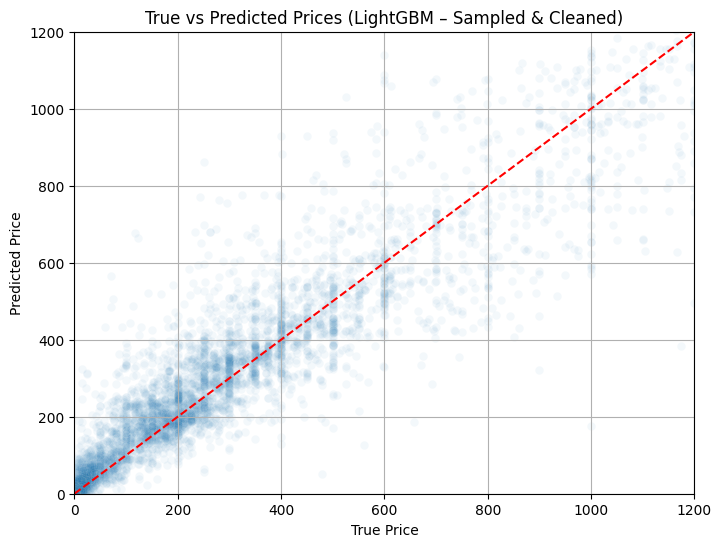 True vs Predicted Prices (LightGBM – Sampled & Cleaned)
1200
1000
800
600
400
200
0
Predicted Price
0 200 400 600 800 1000 1200
True Price